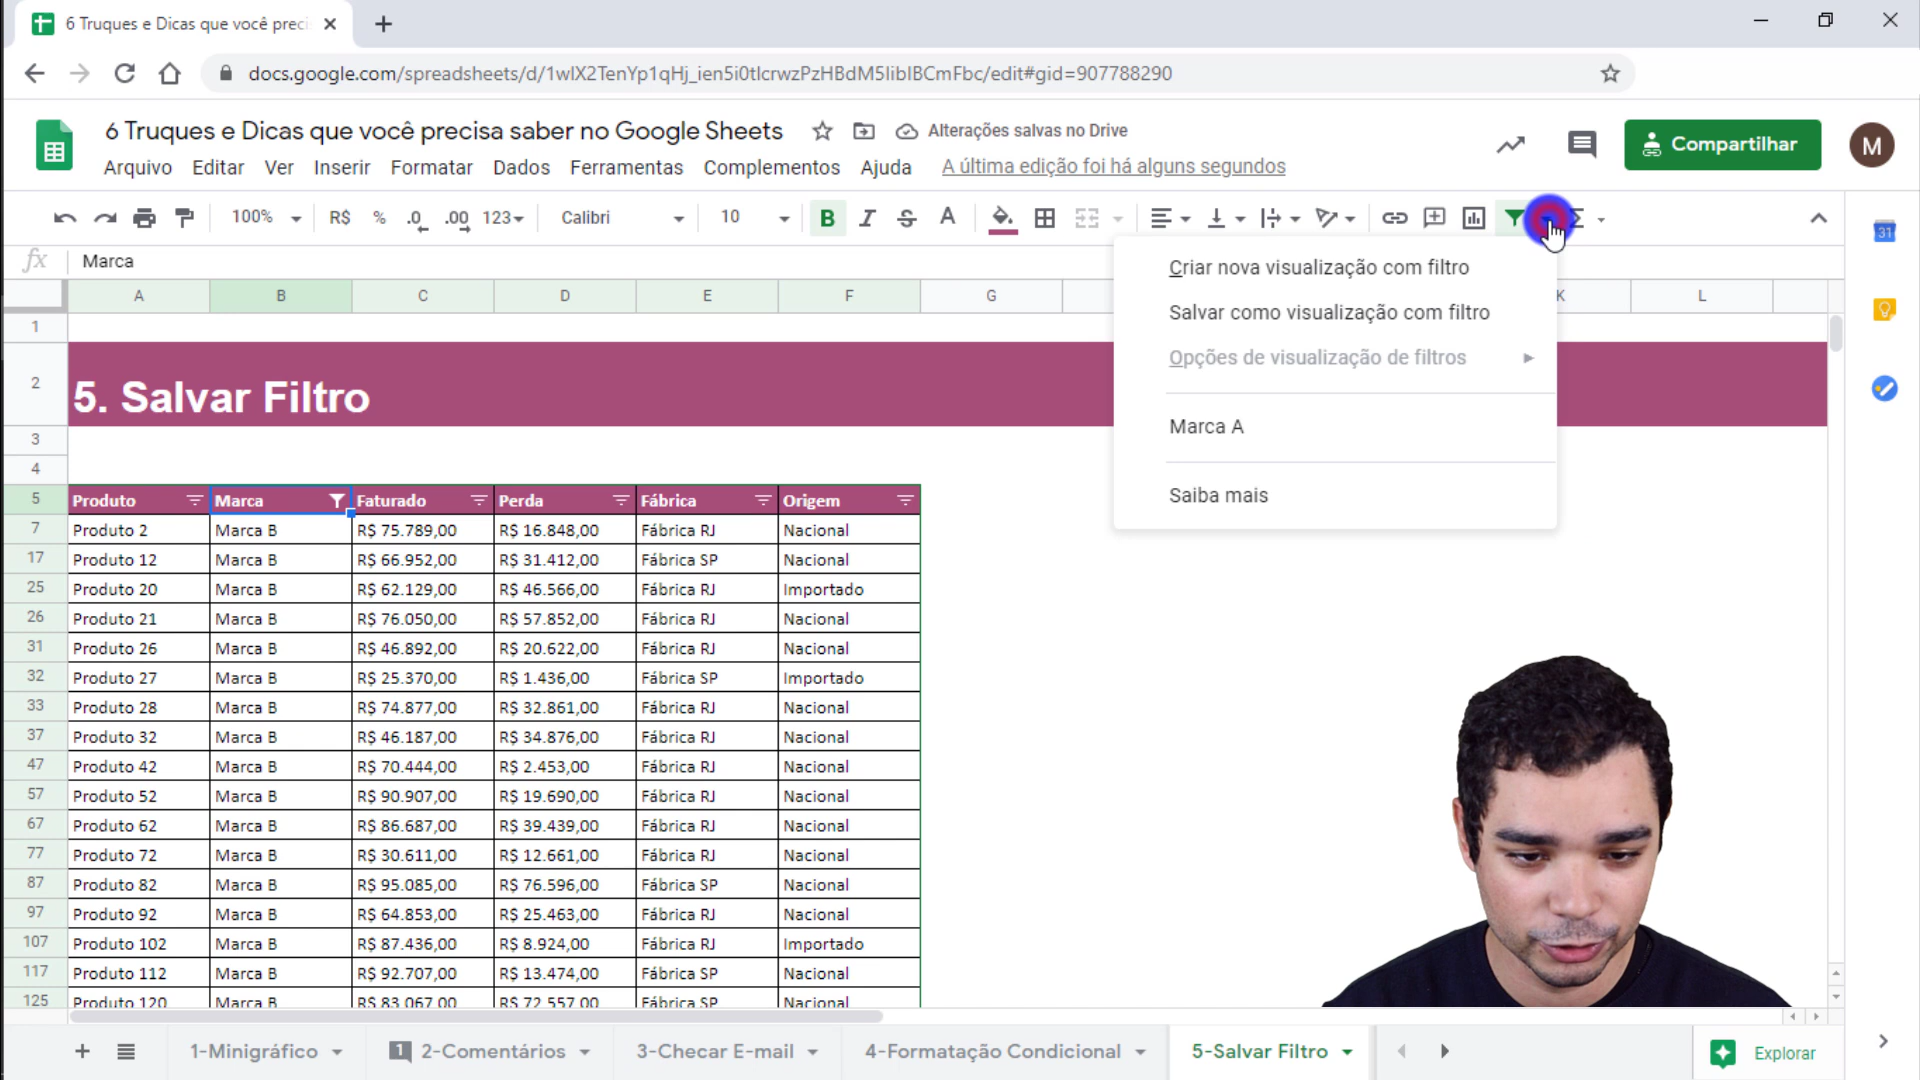 6 Truques e Dicas que você preci
docs.google.com/spreadsheets/d/1wlX2TenYp1qHj_ien5i0tIcrwzPzHBdM5IibIBCmFbc/edit#gid=907788290
6 Truques e Dicas que você precisa saber no Google Sheets
Alterações salvas no Drive
Arquivo Editar Ver Inserir Formatar Dados Ferramentas Complementos Ajuda
A última edição foi há alguns segundos
Compartilhar
M
100% R$ % .0 .00 123 Calibri 10 B I S A Σ
31
fx Marca
Criar nova visualização com filtro
Salvar como visualização com filtro
Opções de visualização de filtros
Marca A
Saiba mais
A B C D E F G K L
1
2 5. Salvar Filtro
3
4
5 Produto Marca Faturado Perda Fábrica Origem
7 Produto 2 Marca B R$ 75.789,00 R$ 16.848,00 Fábrica RJ Nacional
17 Produto 12 Marca B R$ 66.952,00 R$ 31.412,00 Fábrica SP Nacional
25 Produto 20 Marca B R$ 62.129,00 R$ 46.566,00 Fábrica RJ Importado
26 Produto 21 Marca B R$ 76.050,00 R$ 57.852,00 Fábrica RJ Nacional
31 Produto 26 Marca B R$ 46.892,00 R$ 20.622,00 Fábrica RJ Nacional
32 Produto 27 Marca B R$ 25.370,00 R$ 1.436,00 Fábrica SP Importado
33 Produto 28 Marca B R$ 74.877,00 R$ 32.861,00 Fábrica RJ Nacional
37 Produto 32 Marca B R$ 46.187,00 R$ 34.876,00 Fábrica RJ Nacional
47 Produto 42 Marca B R$ 70.444,00 R$ 2.453,00 Fábrica RJ Nacional
57 Produto 52 Marca B R$ 90.907,00 R$ 19.690,00 Fábrica RJ Nacional
67 Produto 62 Marca B R$ 86.687,00 R$ 39.439,00 Fábrica RJ Nacional
77 Produto 72 Marca B R$ 30.611,00 R$ 12.661,00 Fábrica RJ Nacional
87 Produto 82 Marca B R$ 95.085,00 R$ 76.596,00 Fábrica SP Nacional
97 Produto 92 Marca B R$ 64.853,00 R$ 25.463,00 Fábrica RJ Nacional
107 Produto 102 Marca B R$ 87.436,00 R$ 8.924,00 Fábrica RJ Importado
117 Produto 112 Marca B R$ 92.707,00 R$ 13.474,00 Fábrica SP Nacional
125 Produto 120 Marca B R$ 83.067,00 R$ 72.557,00 Fábrica SP Nacional
1-Minigráfico 1 2-Comentários 3-Checar E-mail 4-Formatação Condicional 5-Salvar Filtro Explorar